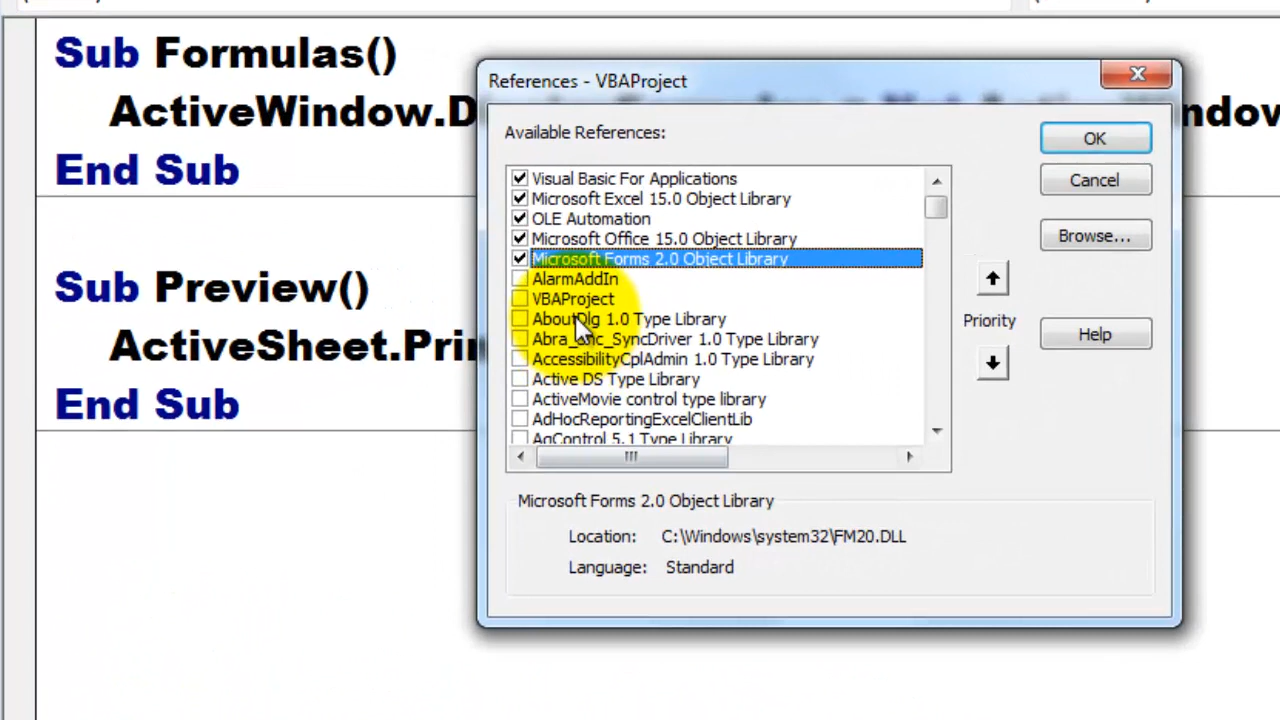 Sub Formulas()
ActiveWindow.D
ndow
End Sub
Sub Preview()
ActiveSheet.Prin
End Sub
References - VBAProject
Available References:
Visual Basic For Applications
Microsoft Excel 15.0 Object Library
OLE Automation
Microsoft Office 15.0 Object Library
Microsoft Forms 2.0 Object Library
AlarmAddIn
VBAProject
AboutDlg 1.0 Type Library
AccessibilityCplAdmin 1.0 Type Library
Active DS Type Library
ActiveMovie control type library
AdHocReportingExcelClientLib
AgControl 5.1 Type Library
OK
Cancel
Browse...
Priority
Help
Microsoft Forms 2.0 Object Library
Location: C:\Windows\system32\FM20.DLL
Language: Standard